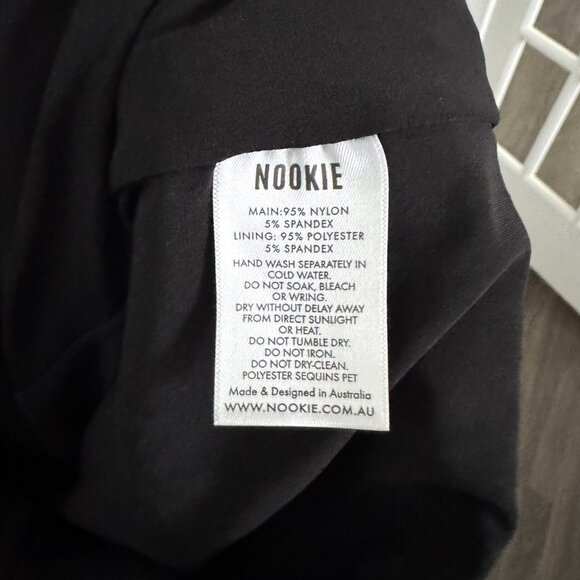 NOOKIE
MAIN:95% NYLON
5% SPANDEX
LINING: 95% POLYESTER
5% SPANDEX
HAND WASH SEPARATELY IN
COLD WATER.
DO NOT SOAK, BLEACH
OR WRING.
DRY WITHOUT DELAY AWAY
FROM DIRECT SUNLIGHT
OR HEAT.
DO NOT TUMBLE DRY.
DO NOT IRON.
DO NOT DRY-CLEAN.
POLYESTER SEQUINS PET
Made & Designed in Australia
WWW.NOOKIE.COM.AU